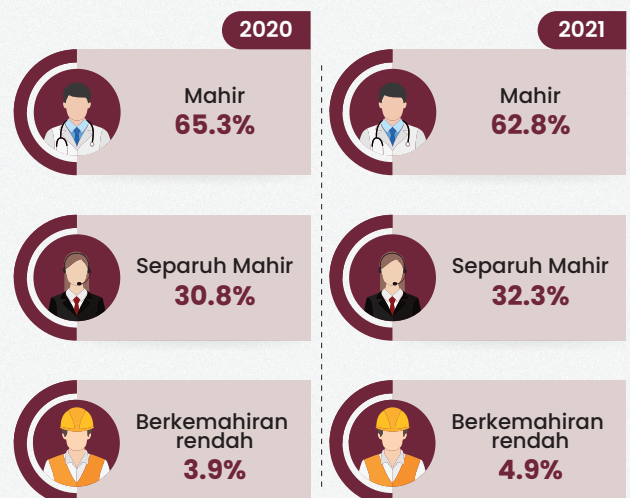 2020
Mahir
65.3%
Separuh Mahir
30.8%
Berkemahiran
rendah
3.9%
2021
Mahir
62.8%
Separuh Mahir
32.3%
Berkemahiran
rendah
4.9%